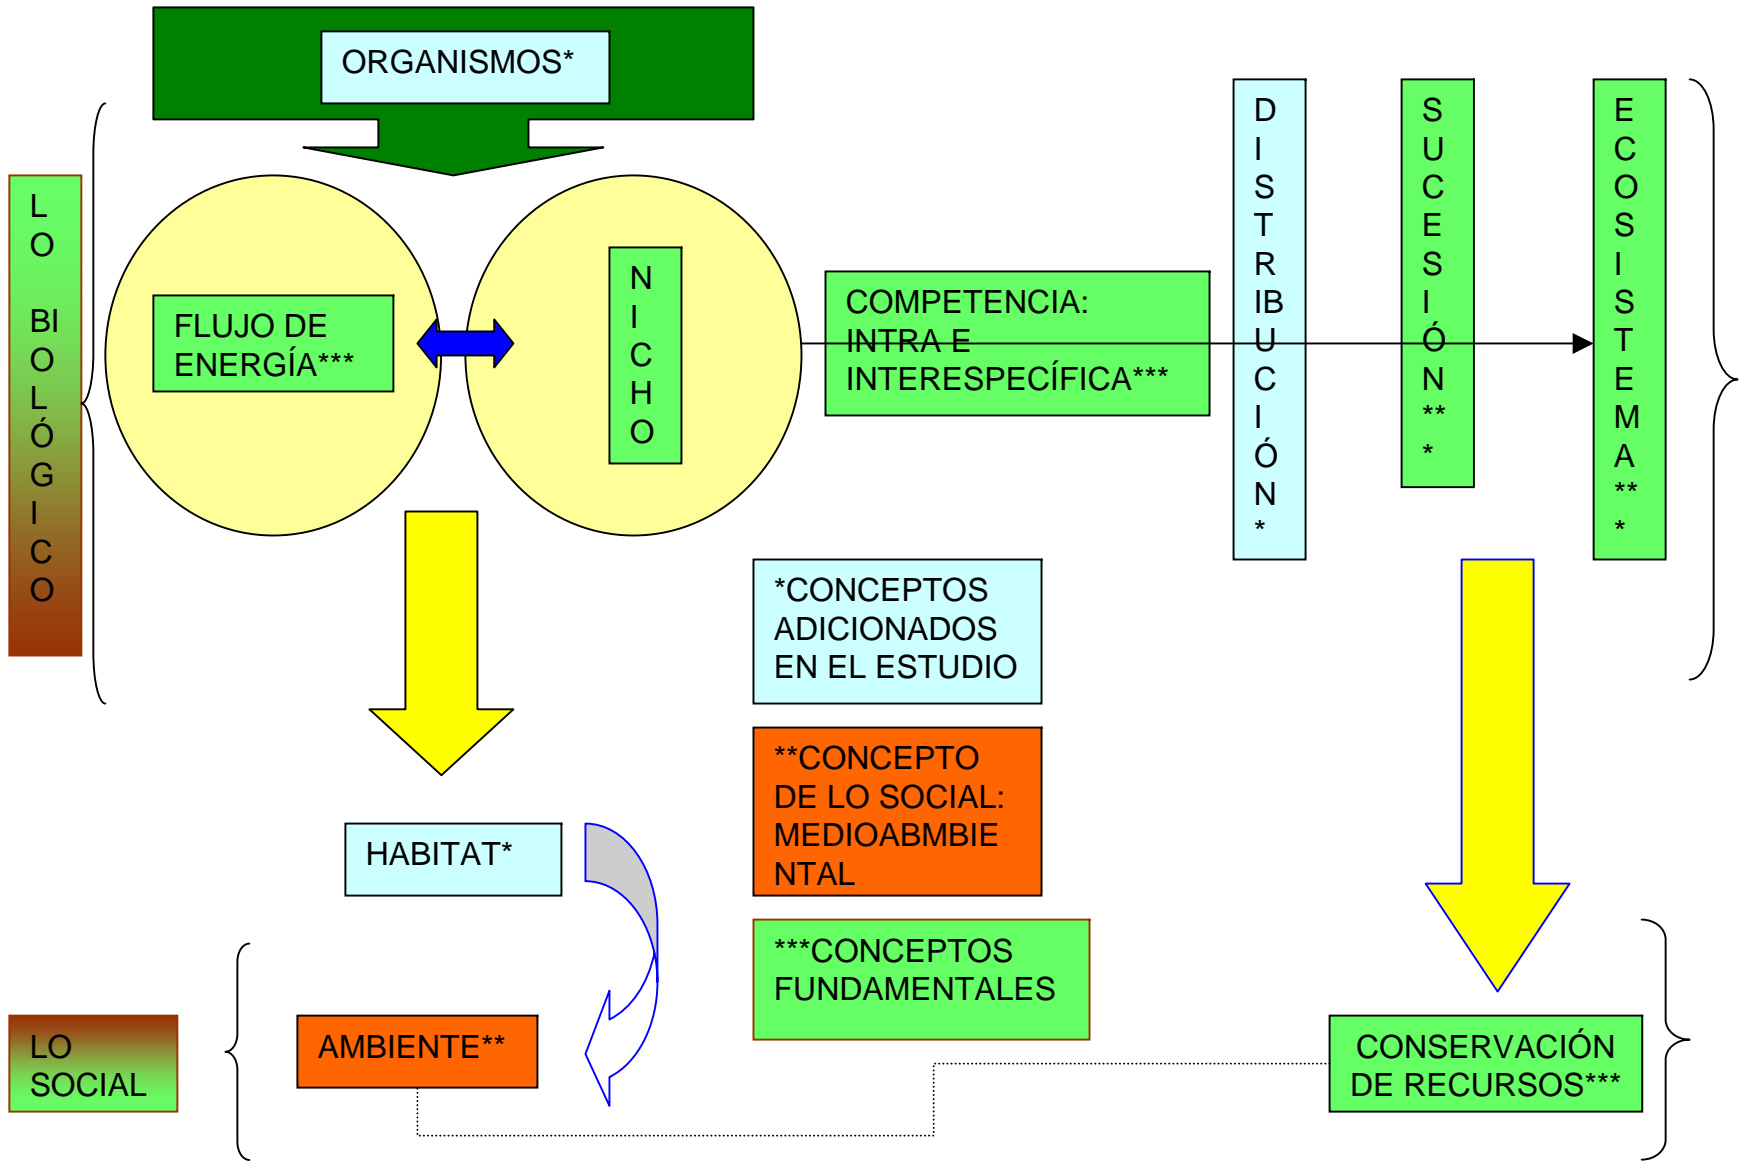 ORGANISMOS*
LO BIOLÓGICO
FLUJO DE
ENERGÍA***
NICHO
COMPETENCIA:
INTRA E
INTERESPECÍFICA***
DISTRIBUCIÓN*
SUCESIÓN***
ECOSISTEMA***
*CONCEPTOS
ADICIONADOS
EN EL ESTUDIO
**CONCEPTO
DE LO SOCIAL:
MEDIOABMBIE
NTAL
***CONCEPTOS
FUNDAMENTALES
HABITAT*
LO
SOCIAL
AMBIENTE**
CONSERVACIÓN
DE RECURSOS***